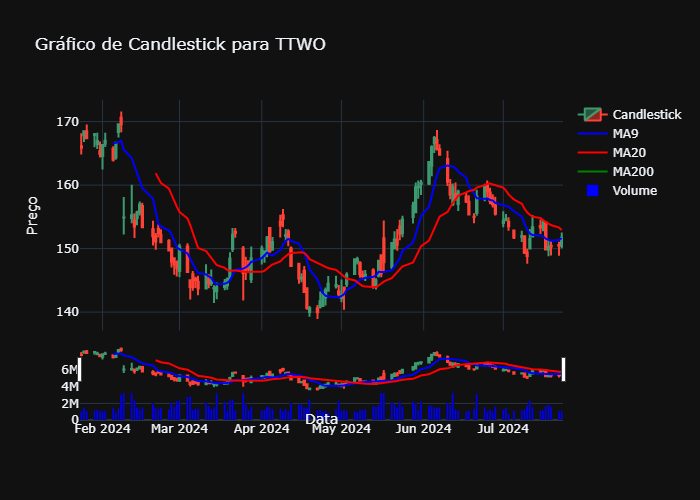 Gráfico de Candlestick para TTWO
Candlestick
MA9
MA20
MA200
Volume
Preço
170
160
150
140
6M
4M
2M
0
Data
Feb 2024
Mar 2024
Apr 2024
May 2024
Jun 2024
Jul 2024